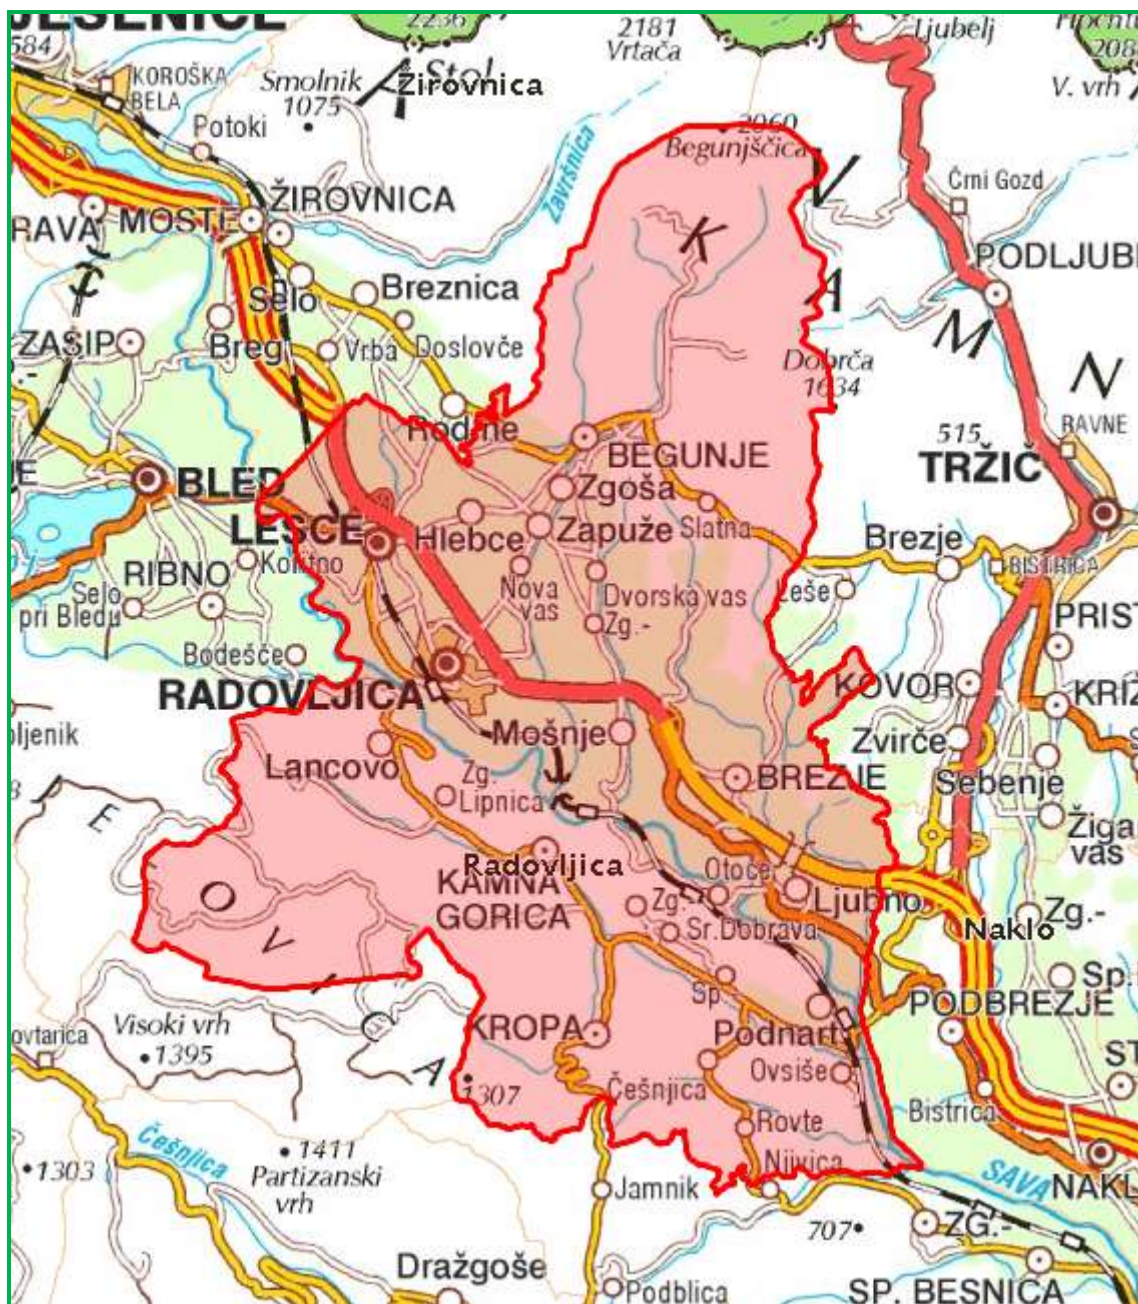 JESENICE
2236
2181
Vrtača
Ljubelj
208
V. vrh
584
KOROŠKA
BELA
Smolnik
1075
Stol
Žirovnica
Potoki
Završnica
2060
Begunjščica
Črni Gozd
RAVA
MOSTE
ŽIROVNICA
V
K
PODLJUB
Selo
Breznica
A
M
ZASIP
Breg
Vrba
Doslovče
Dobrča
1634
N
Rodine
515
RAVNE
TRŽIČ
BEGUNJE
BLED
Zgoša
LESCE
Hlebce
Zapuže
Slatna
Brezje
Koritno
BISTRICA
RIBNO
Nova
vas
Dvorska vas
Leše
Selo
pri Bledu
Zg.-
PRIST
Bodešče
RADOVLJICA
KOVOR
KRIŽ
ljenik
Mošnje
Zvirče
Lancovo
Zg.
Lipnica
BREZJE
Sebenje
J
E
Žiga
vas
Radovljica
Otoče
O
KAMNA
GORICA
Zg.-
Ljubno
Zg.-
V
Sr.Dobrava
Naklo
I
Sp.
Sp.
PODBREZJE
C
Visoki vrh
1395
KROPA
Podnart
ovtarica
ST
A
1307
Češnjica
Ovsiše
Bistrica
Rovte
Češnjica
1411
Partizanski
vrh
1303
Njivica
SAVA
NAKL
Jamnik
707
ZG.-
Dražgoše
Podblica
SP. BESNICA